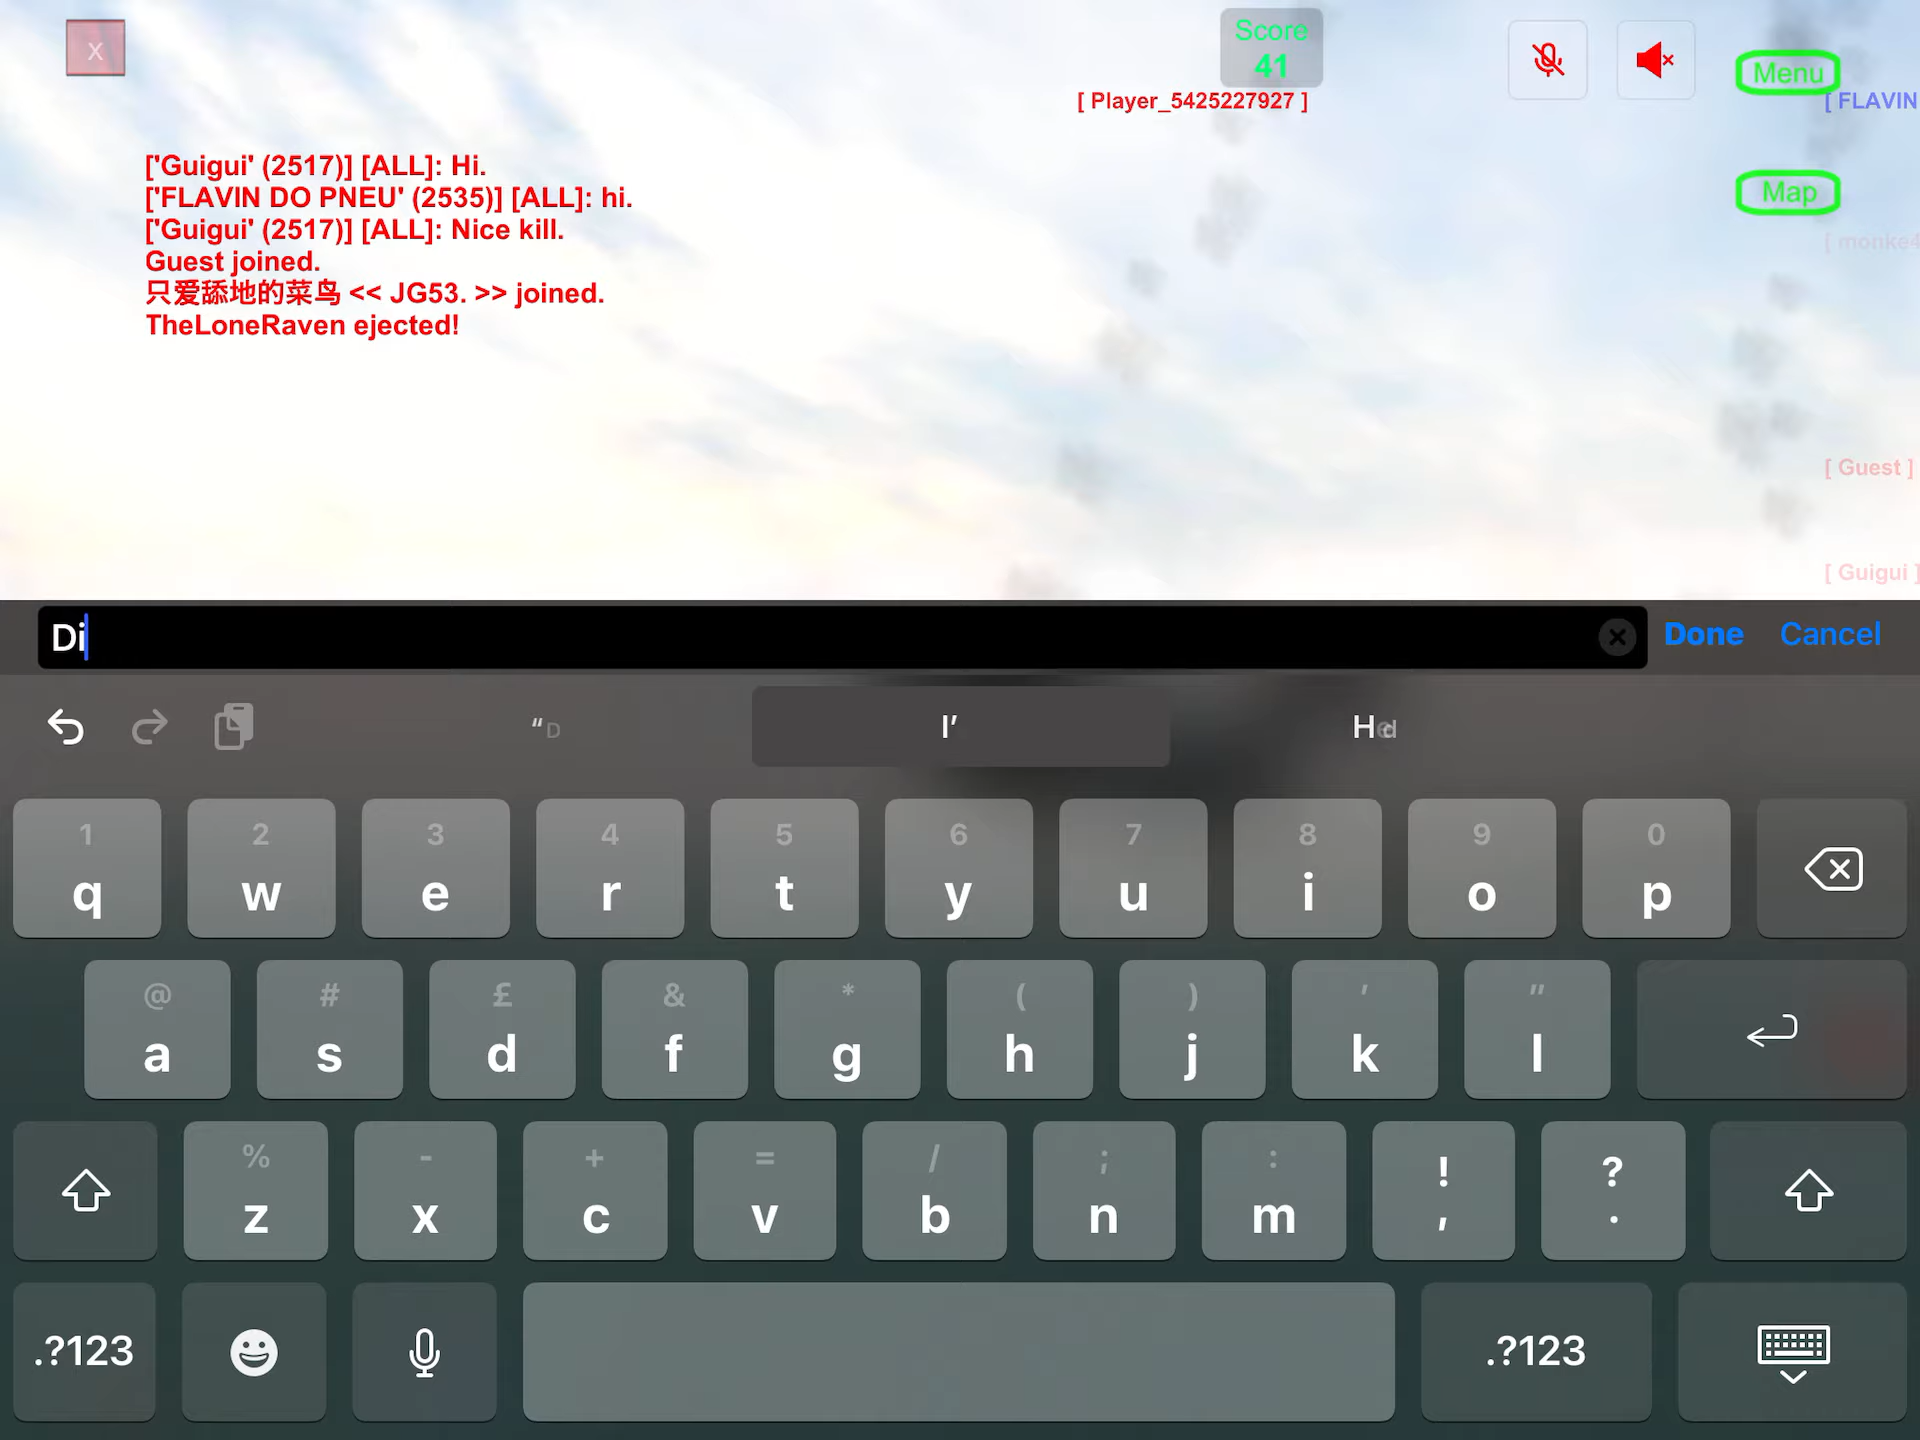 X
Score
41
[ Player_5425227927 ]
Menu
[ FLAVIN
['Guigui' (2517)] [ALL]: Hi.
['FLAVIN DO PNEU' (2535)] [ALL]: hi.
['Guigui' (2517)] [ALL]: Nice kill.
Guest joined.
只爱舔地的菜鸟 << JG53. >> joined.
TheLoneRaven ejected!
Map
[ monke4
[ Guest ]
[ Guigui ]
Di
Done
Cancel
“D
I’
1 2 3 4 5 6 7 8 9 0
q w e r t y u i o p
@ # £ & * ( ) ' "
a s d f g h j k l
% - + = / ; : ! ?
z x c v b n m , .
.?123
.?123